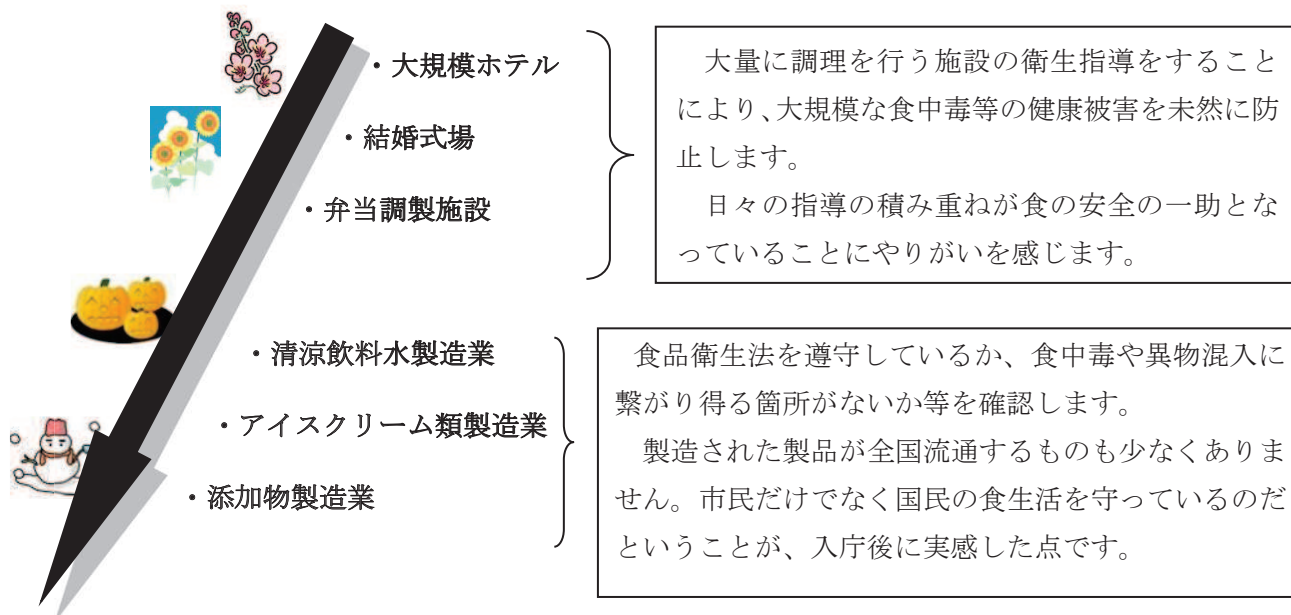 ・大規模ホテル
・結婚式場
・弁当調製施設
大量に調理を行う施設の衛生指導をすること
により、大規模な食中毒等の健康被害を未然に防
止します。
日々の指導の積み重ねが食の安全の一助とな
っていることにやりがいを感じます。
・清涼飲料水製造業
・アイスクリーム類製造業
・添加物製造業
食品衛生法を遵守しているか、食中毒や異物混入に
繋がり得る箇所がないか等を確認します。
製造された製品が全国流通するものも少なくありま
せん。市民だけでなく国民の食生活を守っているのだ
ということが、入庁後に実感した点です。